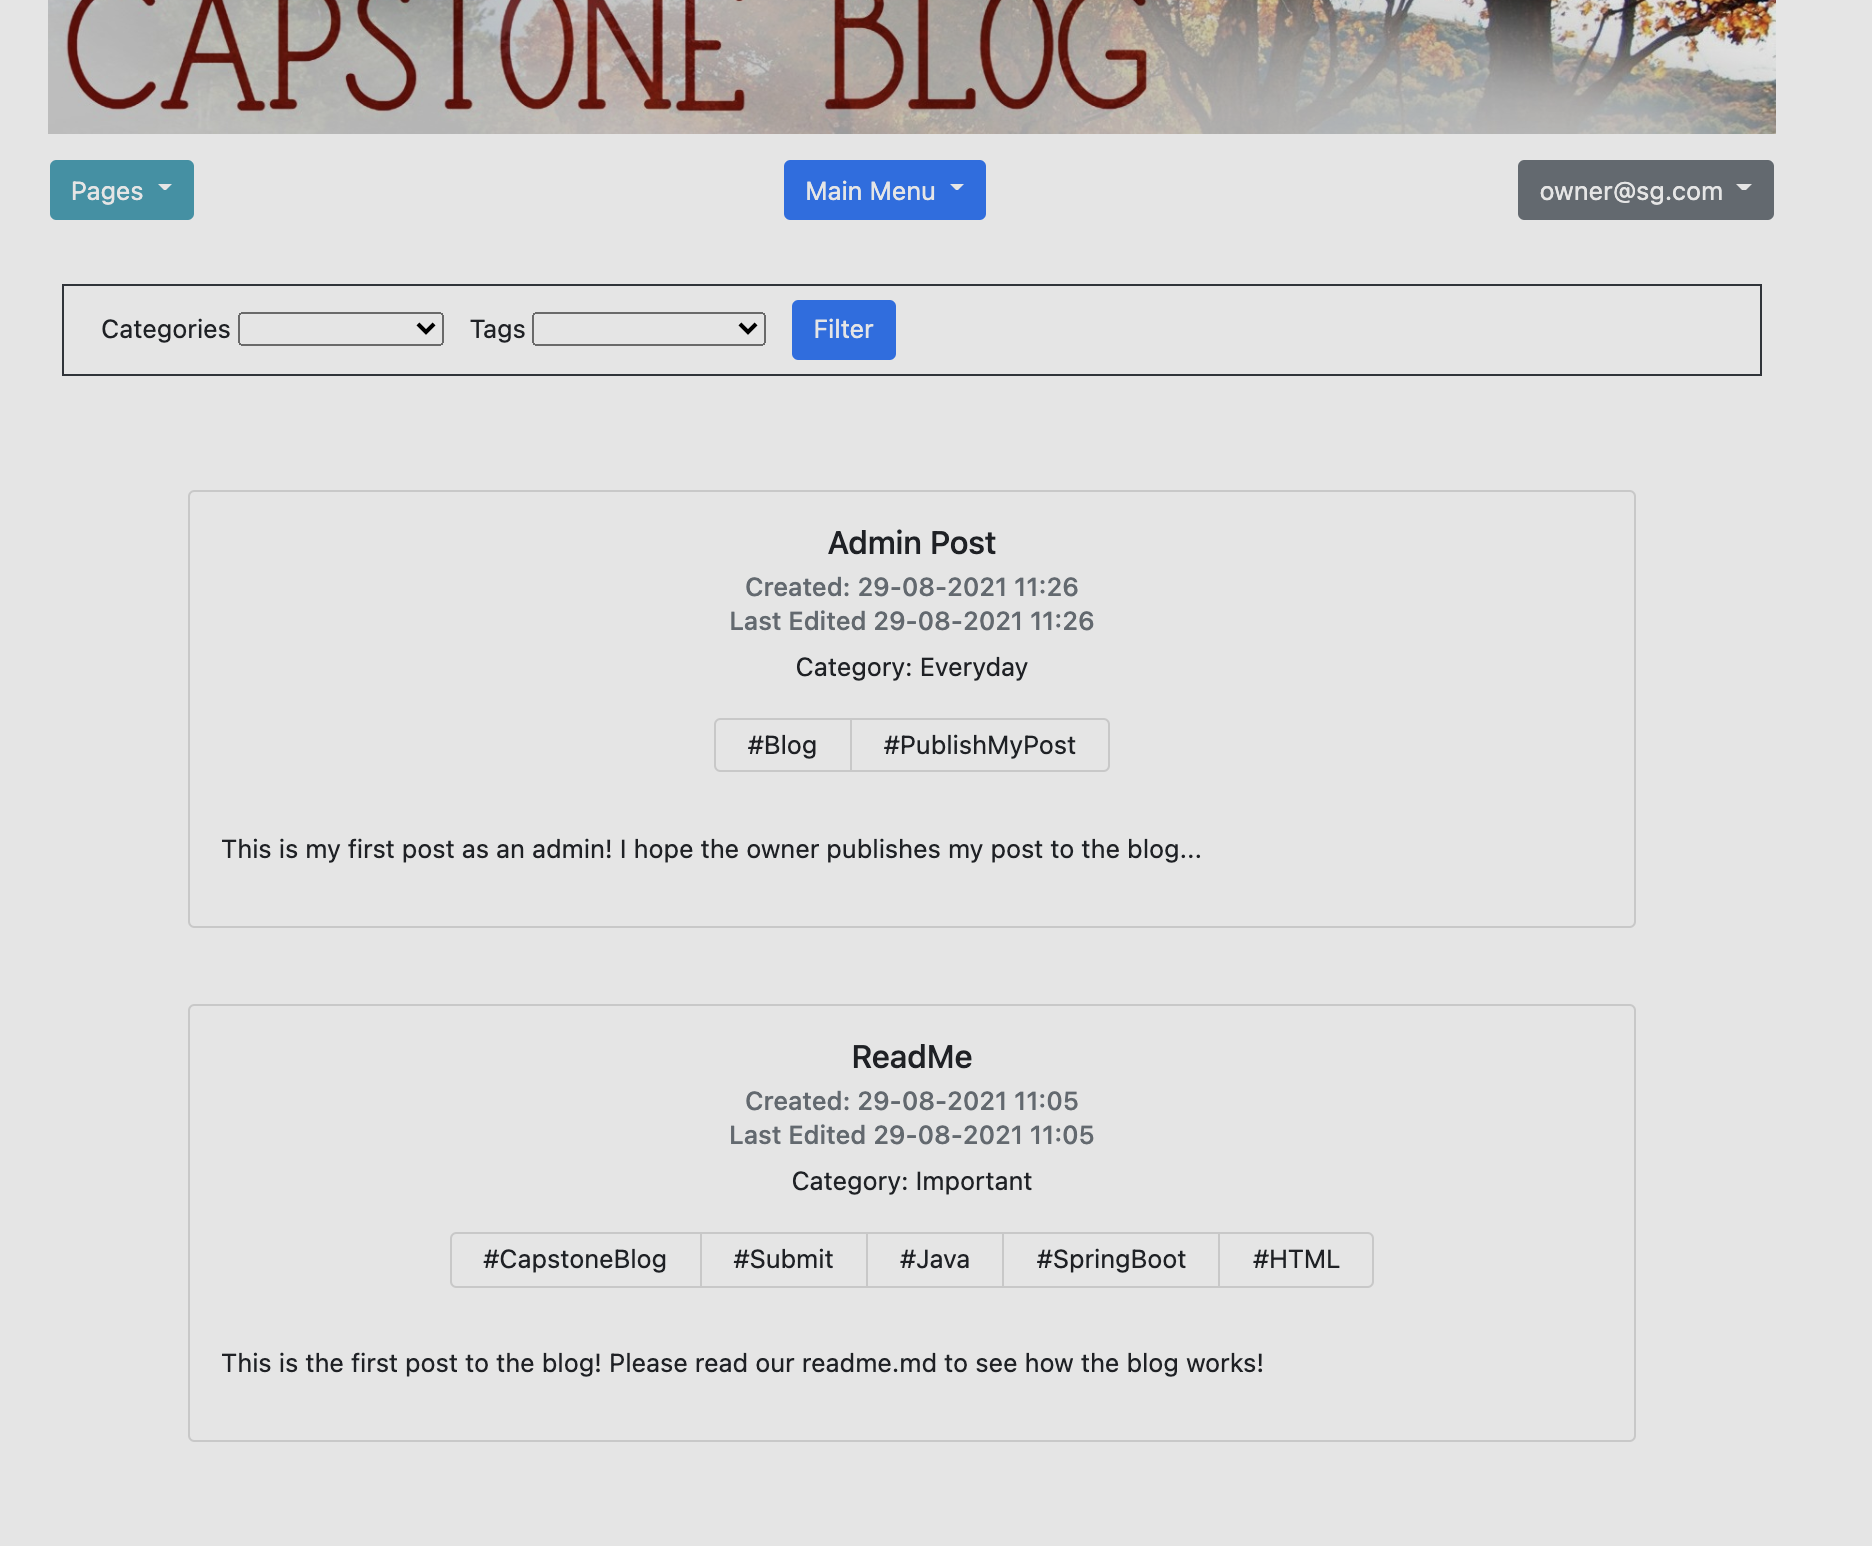 CAPSTONE BLOG
Pages
Main Menu
owner@sg.com
Categories
Tags
Filter
Admin Post
Created: 29-08-2021 11:26
Last Edited 29-08-2021 11:26
Category: Everyday
#Blog
#PublishMyPost
This is my first post as an admin! I hope the owner publishes my post to the blog...
ReadMe
Created: 29-08-2021 11:05
Last Edited 29-08-2021 11:05
Category: Important
#CapstoneBlog
#Submit
#Java
#SpringBoot
#HTML
This is the first post to the blog! Please read our readme.md to see how the blog works!